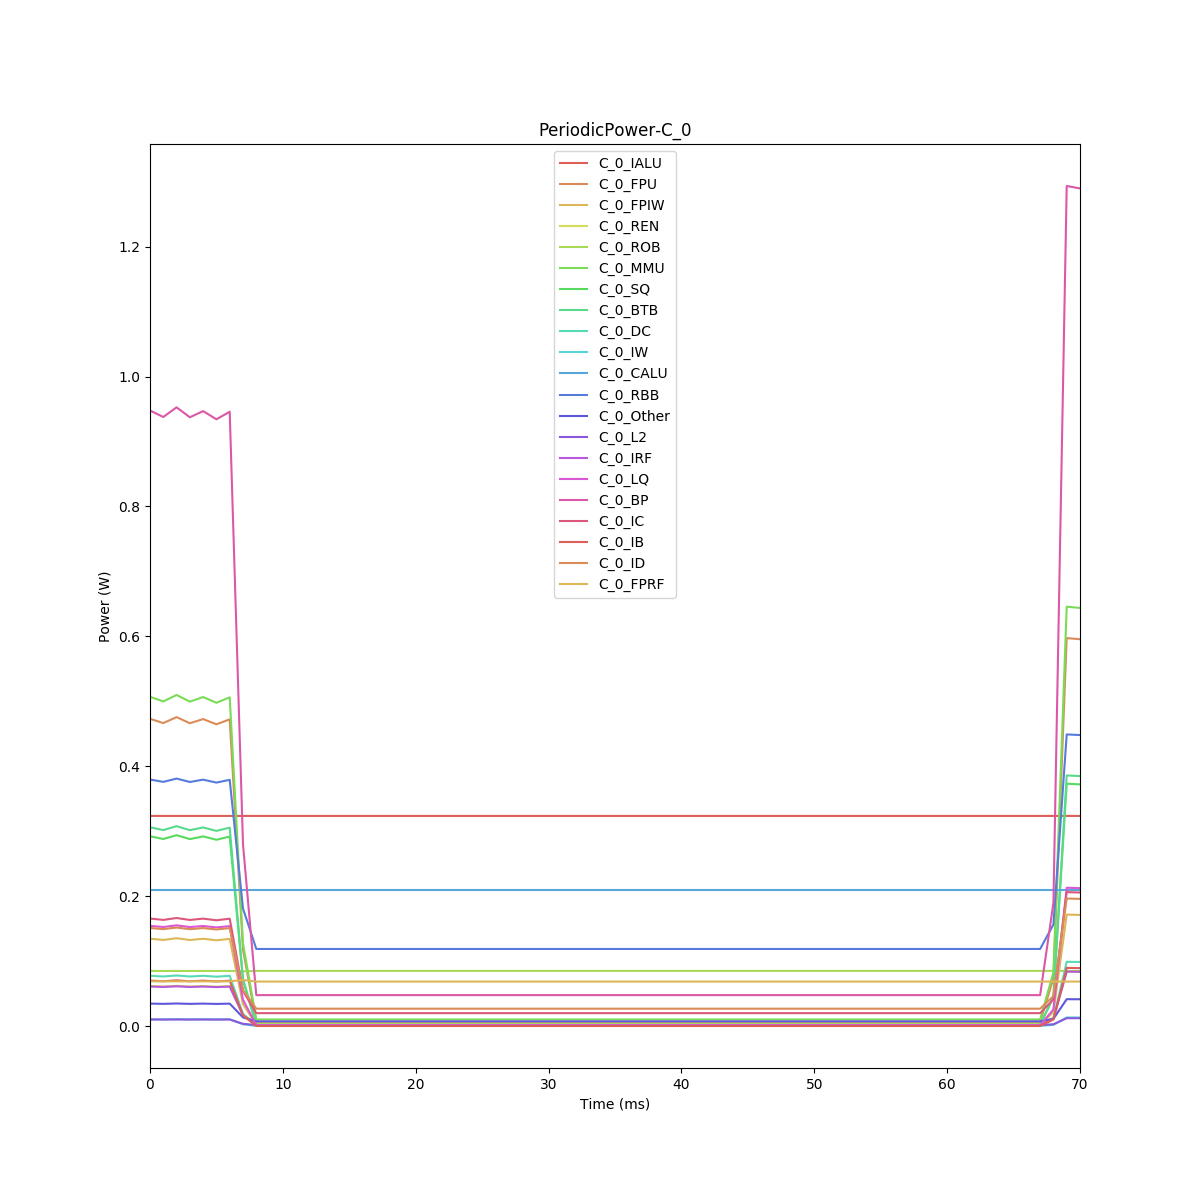 PeriodicPower-C_0
C_0_IALU
C_0_FPU
C_0_FPIW
C_0_REN
C_0_ROB
C_0_MMU
C_0_SQ
C_0_BTB
C_0_DC
C_0_IW
C_0_CALU
C_0_RBB
C_0_Other
C_0_L2
C_0_IRF
C_0_LQ
C_0_BP
C_0_IC
C_0_IB
C_0_ID
C_0_FPRF
1.2
1.0
0.8
0.6
0.4
0.2
0.0
Power (W)
0 10 20 30 40 50 60 70
Time (ms)